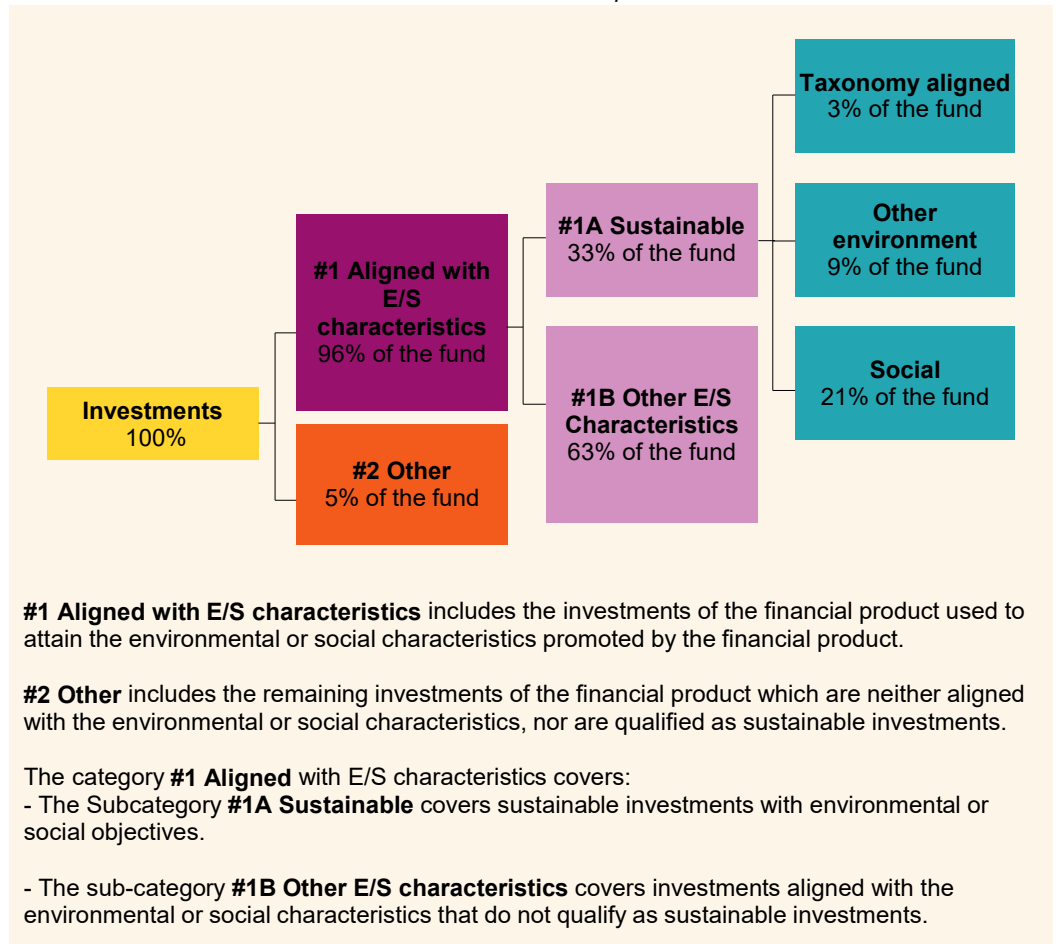 Taxonomy aligned
3% of the fund
#1A Sustainable
33% of the fund
Other
environment
9% of the fund
#1 Aligned with
E/S
characteristics
96% of the fund
Social
21% of the fund
#1B Other E/S
Characteristics
63% of the fund
Investments
100%
#2 Other
5% of the fund
#1 Aligned with E/S characteristics includes the investments of the financial product used to
attain the environmental or social characteristics promoted by the financial product.
#2 Other includes the remaining investments of the financial product which are neither aligned
with the environmental or social characteristics, nor are qualified as sustainable investments.
The category #1 Aligned with E/S characteristics covers:
- The Subcategory #1A Sustainable covers sustainable investments with environmental or
social objectives.
- The sub-category #1B Other E/S characteristics covers investments aligned with the
environmental or social characteristics that do not qualify as sustainable investments.